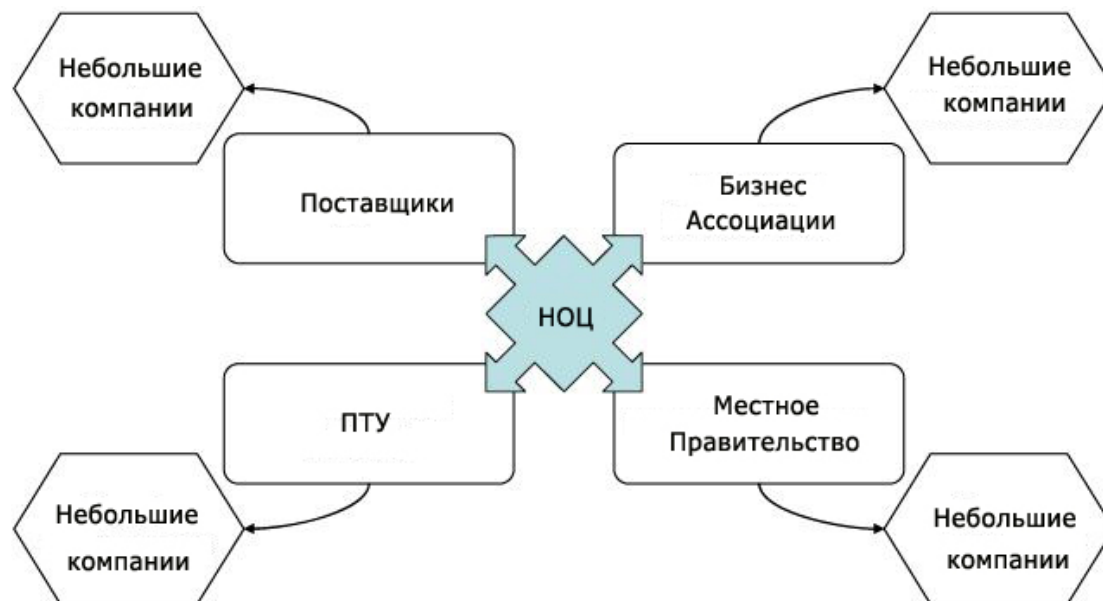 Небольшие
компании
Небольшие
компании
Поставщики
Бизнес
Ассоциации
НОЦ
ПТУ
Местное
Правительство
Небольшие
компании
Небольшие
компании